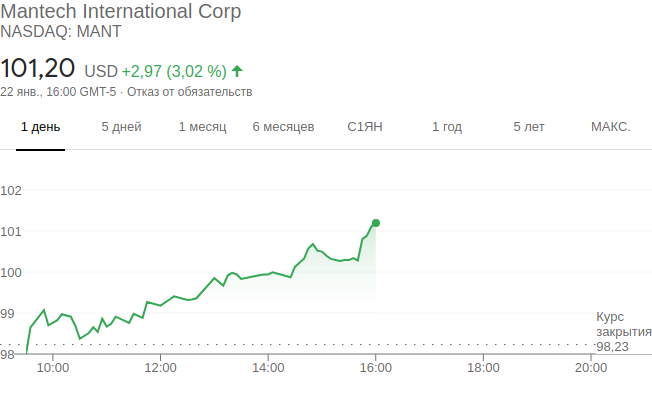 Mantech International Corp
NASDAQ: MANT
101,20 USD +2,97 (3,02 %)
22 янв., 16:00 GMT-5 · Отказ от обязательств
1 день 5 дней 1 месяц 6 месяцев С1ЯН 1 год 5 лет МАКС.
102
101
100
99
98
Курс
закрытия
98,23
10:00 12:00 14:00 16:00 18:00 20:00